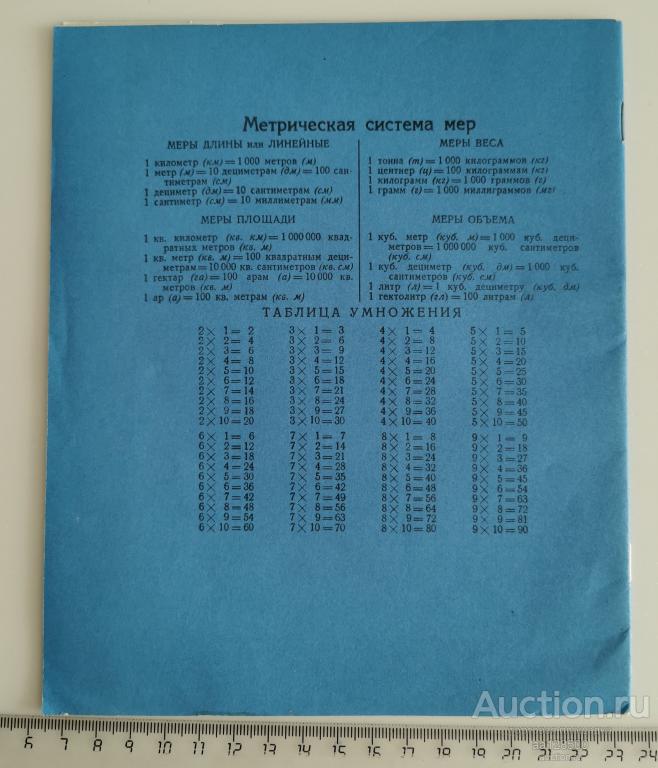 Метрическая система мер
МЕРЫ ДЛИНЫ или ЛИНЕЙНЫЕ
1 километр (км) = 1 000 метров (м)
1 метр (м) = 10 дециметрам (дм) = 100 сан-
тиметрам (см)
1 дециметр (дм) = 10 сантиметрам (см)
1 сантиметр (см) = 10 миллиметрам (мм)
МЕРЫ ВЕСА
1 тонна (т) = 1 000 килограммов (кг)
1 центнер (ц) = 100 килограммам (кг)
1 килограмм (кг) = 1 000 граммов (г)
1 грамм (г) = 1 000 миллиграммов (мг)
МЕРЫ ПЛОЩАДИ
1 кв. километр (кв. км) = 1 000 000 квад-
ратных метров (кв. м)
1 кв. метр (кв. м) = 100 квадратным деци-
метрам = 10 000 кв. сантиметров (кв. см)
1 гектар (га) = 100 арам (а) = 10 000 кв.
метров (кв. м)
1 ар (а) = 100 кв. метрам (кв. м)
МЕРЫ ОБЪЕМА
1 куб. метр (куб. м) = 1 000 куб. деци-
метров = 1 000 000 куб. сантиметров
(куб. см)
1 куб. дециметр (куб. дм) = 1 000 куб.
сантиметров (куб. см)
1 литр (л) = 1 куб. дециметру (куб. дм)
1 гектолитр (гл) = 100 литрам (л)
ТАБЛИЦА УМНОЖЕНИЯ
2 × 1 = 2 3 × 1 = 3 4 × 1 = 4 5 × 1 = 5
2 × 2 = 4 3 × 2 = 6 4 × 2 = 8 5 × 2 = 10
2 × 3 = 6 3 × 3 = 9 4 × 3 = 12 5 × 3 = 15
2 × 4 = 8 3 × 4 = 12 4 × 4 = 16 5 × 4 = 20
2 × 5 = 10 3 × 5 = 15 4 × 5 = 20 5 × 5 = 25
2 × 6 = 12 3 × 6 = 18 4 × 6 = 24 5 × 6 = 30
2 × 7 = 14 3 × 7 = 21 4 × 7 = 28 5 × 7 = 35
2 × 8 = 16 3 × 8 = 24 4 × 8 = 32 5 × 8 = 40
2 × 9 = 18 3 × 9 = 27 4 × 9 = 36 5 × 9 = 45
2 × 10 = 20 3 × 10 = 30 4 × 10 = 40 5 × 10 = 50
6 × 1 = 6 7 × 1 = 7 8 × 1 = 8 9 × 1 = 9
6 × 2 = 12 7 × 2 = 14 8 × 2 = 16 9 × 2 = 18
6 × 3 = 18 7 × 3 = 21 8 × 3 = 24 9 × 3 = 27
6 × 4 = 24 7 × 4 = 28 8 × 4 = 32 9 × 4 = 36
6 × 5 = 30 7 × 5 = 35 8 × 5 = 40 9 × 5 = 45
6 × 6 = 36 7 × 6 = 42 8 × 6 = 48 9 × 6 = 54
6 × 7 = 42 7 × 7 = 49 8 × 7 = 56 9 × 7 = 63
6 × 8 = 48 7 × 8 = 56 8 × 8 = 64 9 × 8 = 72
6 × 9 = 54 7 × 9 = 63 8 × 9 = 72 9 × 9 = 81
6 × 10 = 60 7 × 10 = 70 8 × 10 = 80 9 × 10 = 90
Auction.ru
6 7 8 9 10 11 12 13 14 15 16 17 18 19 20 21 22 23 24